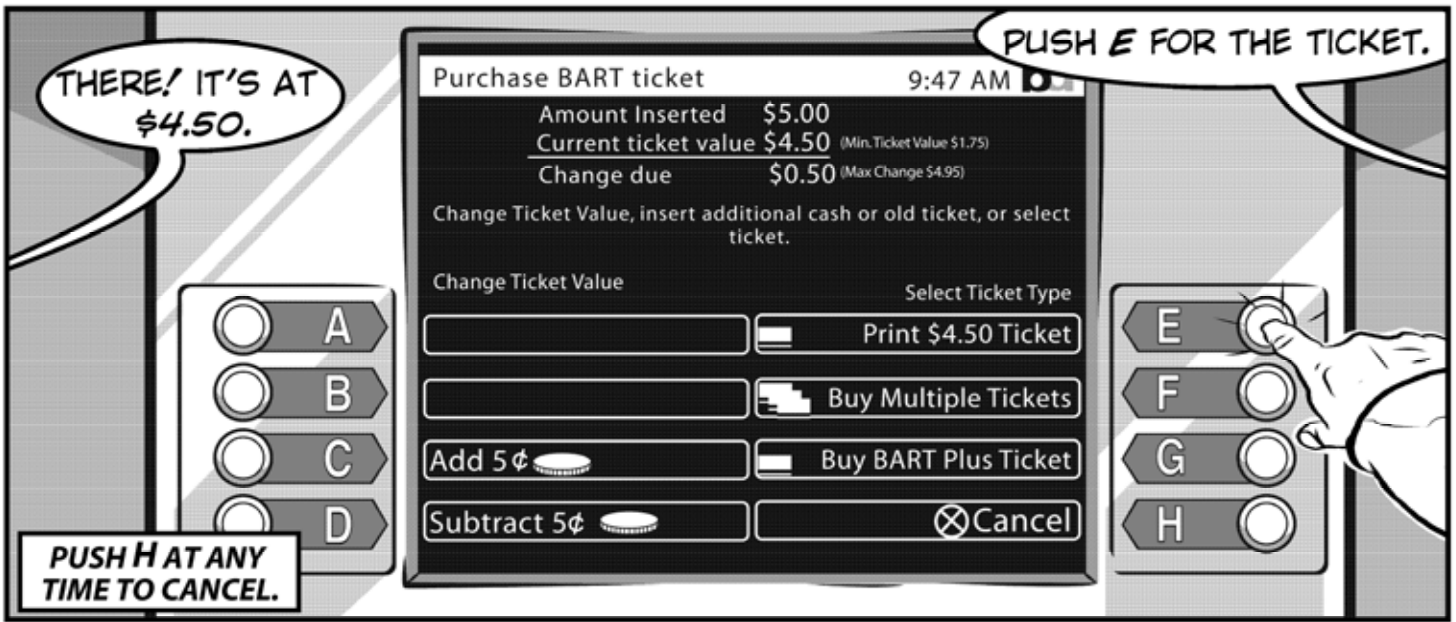 THERE! IT'S AT
$4.50.
PUSH E FOR THE TICKET.
Purchase BART ticket 9:47 AM
Amount Inserted $5.00
Current ticket value $4.50 (Min. Ticket Value $1.75)
Change due $0.50 (Max Change $4.95)
Change Ticket Value, insert additional cash or old ticket, or select
ticket.
Change Ticket Value
Select Ticket Type
A Print $4.50 Ticket E
B Buy Multiple Tickets F
C Add 5¢ Buy BART Plus Ticket G
D Subtract 5¢ Cancel H
PUSH H AT ANY
TIME TO CANCEL.